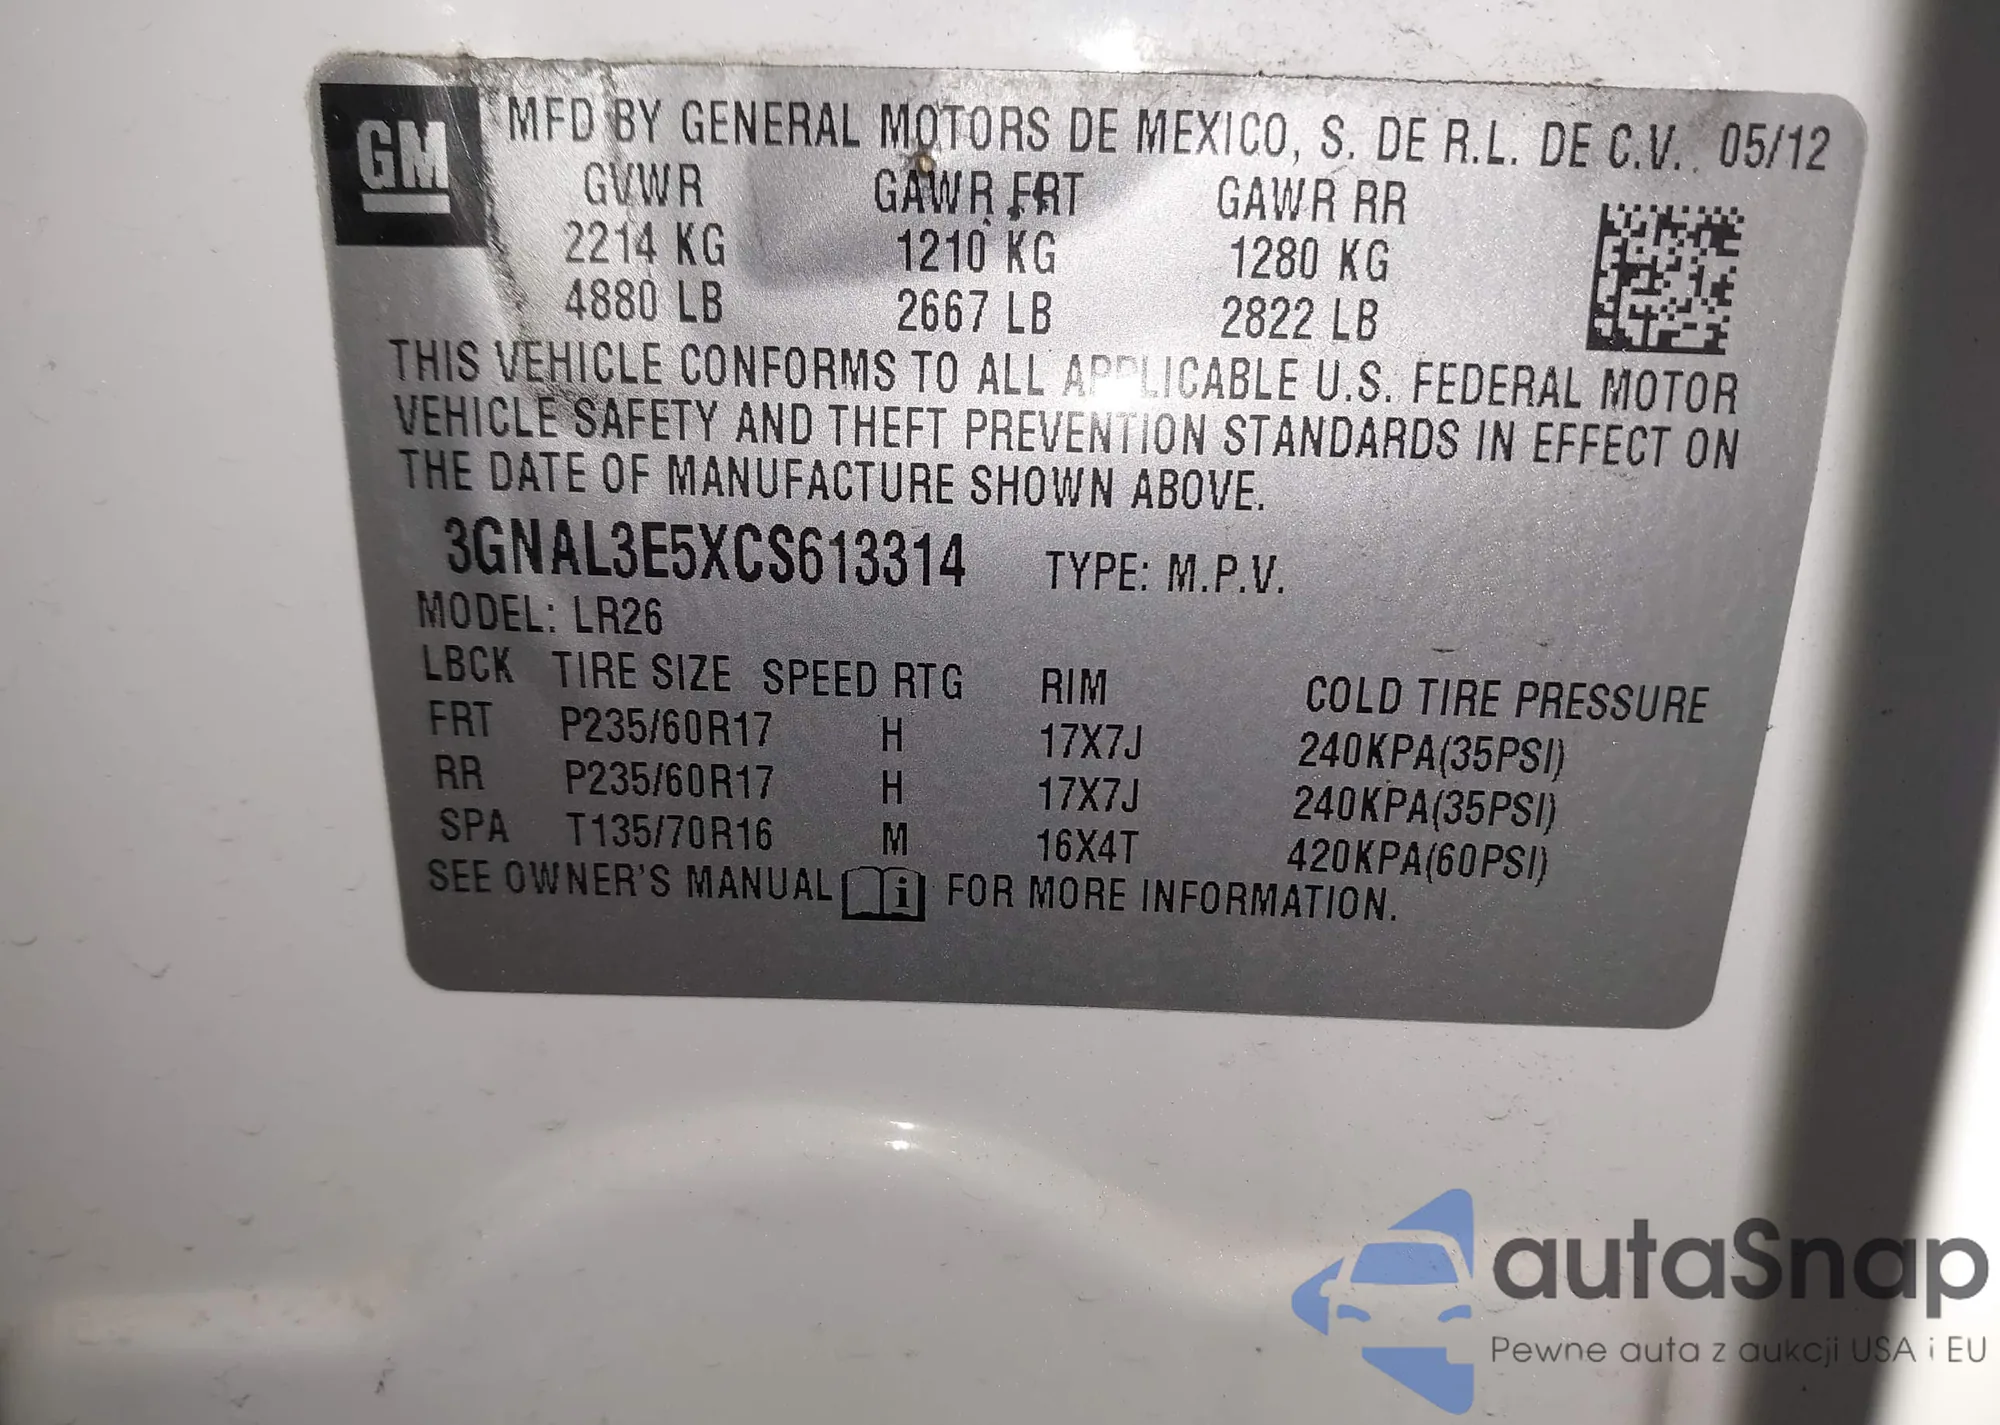 GM MFD BY GENERAL MOTORS DE MEXICO, S. DE R.L. DE C.V. 05/12
GVWR GAWR FRT GAWR RR
2214 KG 1210 KG 1280 KG
4880 LB 2667 LB 2822 LB
THIS VEHICLE CONFORMS TO ALL APPLICABLE U.S. FEDERAL MOTOR
VEHICLE SAFETY AND THEFT PREVENTION STANDARDS IN EFFECT ON
THE DATE OF MANUFACTURE SHOWN ABOVE.
3GNAL3E5XCS613314 TYPE: M.P.V.
MODEL: LR26
LBCK TIRE SIZE SPEED RTG RIM COLD TIRE PRESSURE
FRT P235/60R17 H 17X7J 240KPA(35PSI)
RR P235/60R17 H 17X7J 240KPA(35PSI)
SPA T135/70R16 M 16X4T 420KPA(60PSI)
SEE OWNER'S MANUAL i FOR MORE INFORMATION.
autaSnap
Pewne auta z aukcji USA i EU